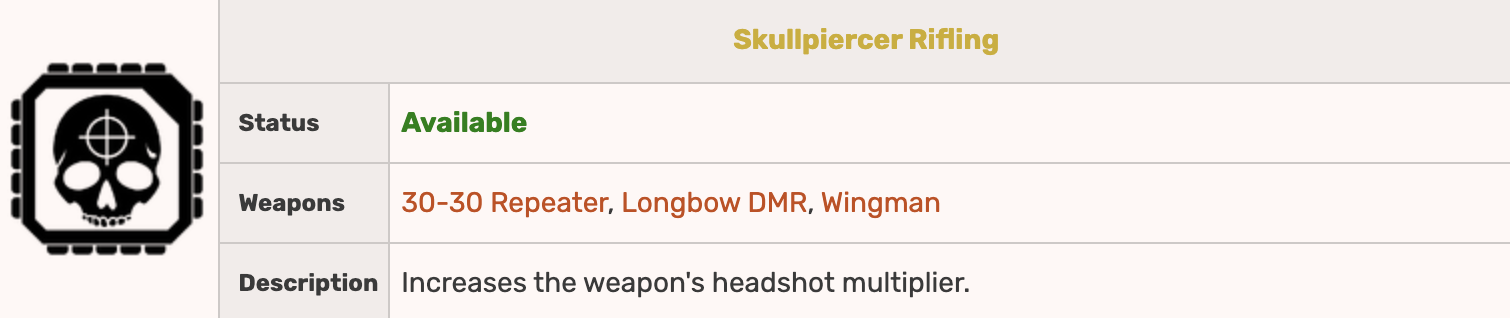 Skullpiercer Rifling
Status
Available
Weapons
30-30 Repeater, Longbow DMR, Wingman
Description
Increases the weapon's headshot multiplier.